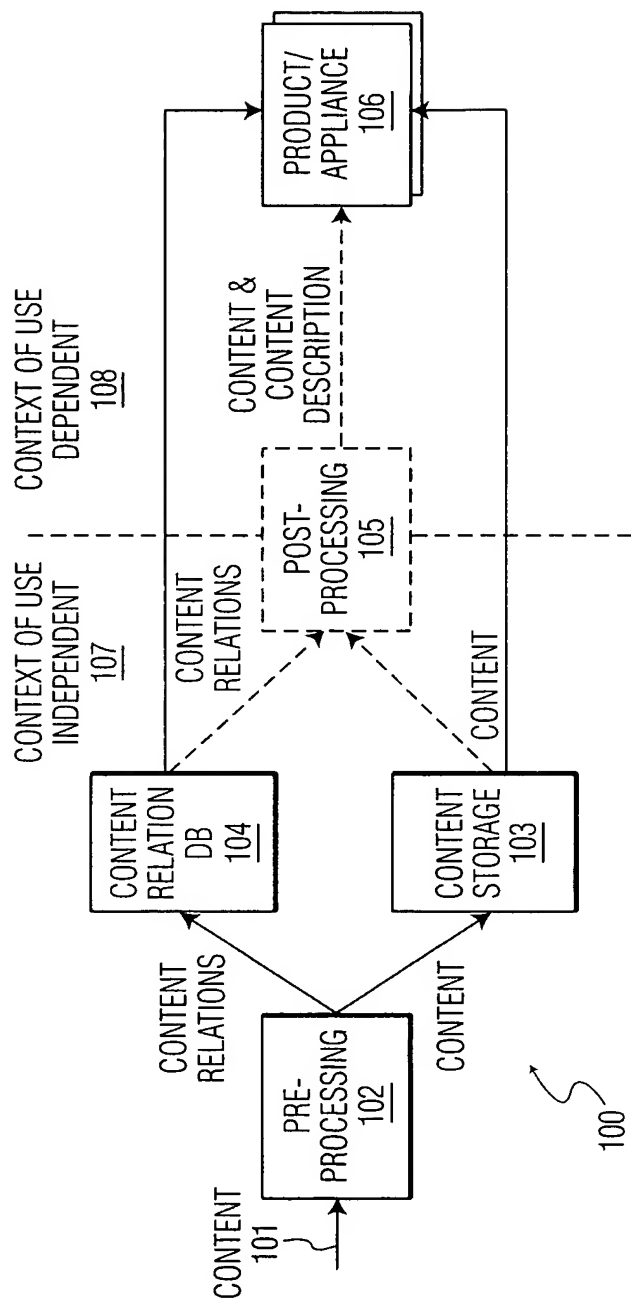 CONTEXT OF USE
INDEPENDENT
107
CONTEXT OF USE
DEPENDENT
108
CONTENT
101
PRE-
PROCESSING
102
CONTENT
RELATIONS
CONTENT
CONTENT
RELATION
DB
104
CONTENT
STORAGE
103
CONTENT
RELATIONS
CONTENT
POST-
PROCESSING
105
CONTENT &
CONTENT
DESCRIPTION
PRODUCT/
APPLIANCE
106
100